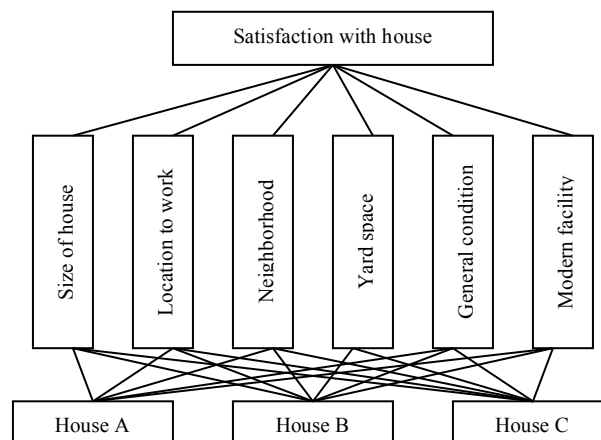 Satisfaction with house
Size of house
Location to work
Neighborhood
Yard space
General condition
Modern facility
House A
House B
House C